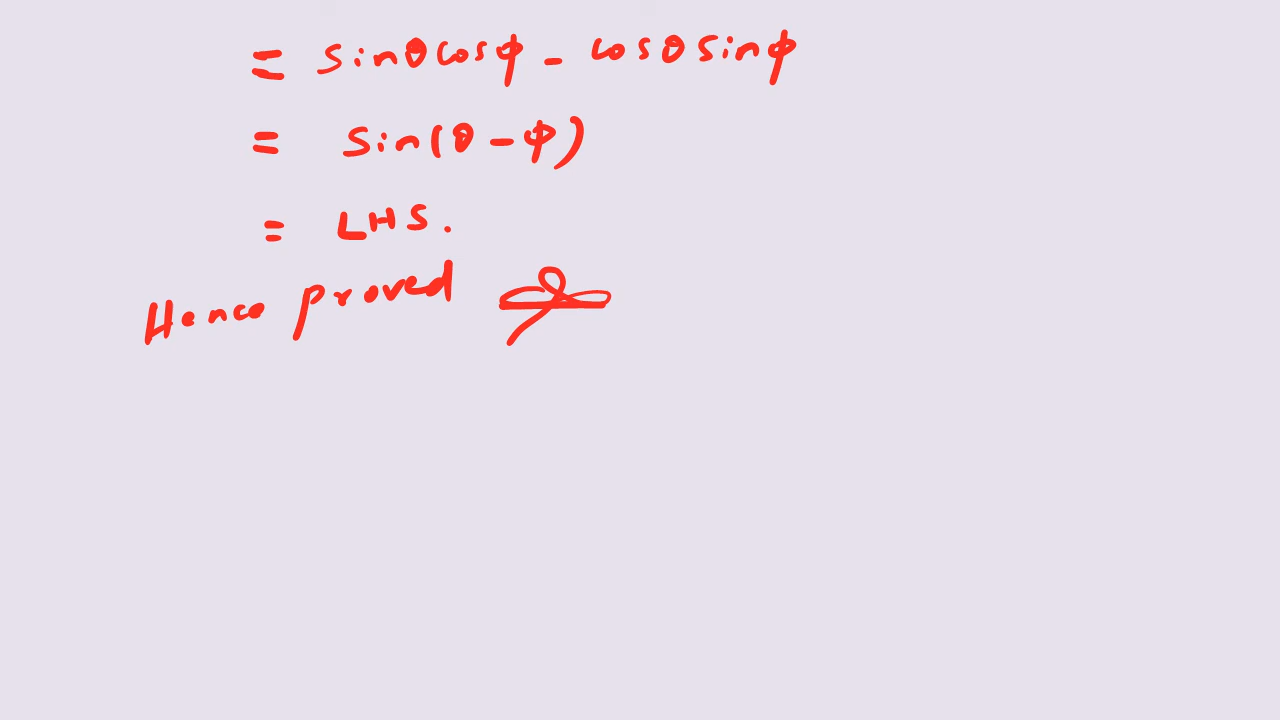 = sinθcosφ - cosθsinφ
= sin(θ-φ)
= LHS.
Hence proved